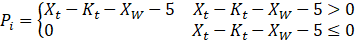 P_i = { X_t − K_t − X_W − 5    X_t − K_t − X_W − 5 > 0
0    X_t − K_t − X_W − 5 ≤ 0